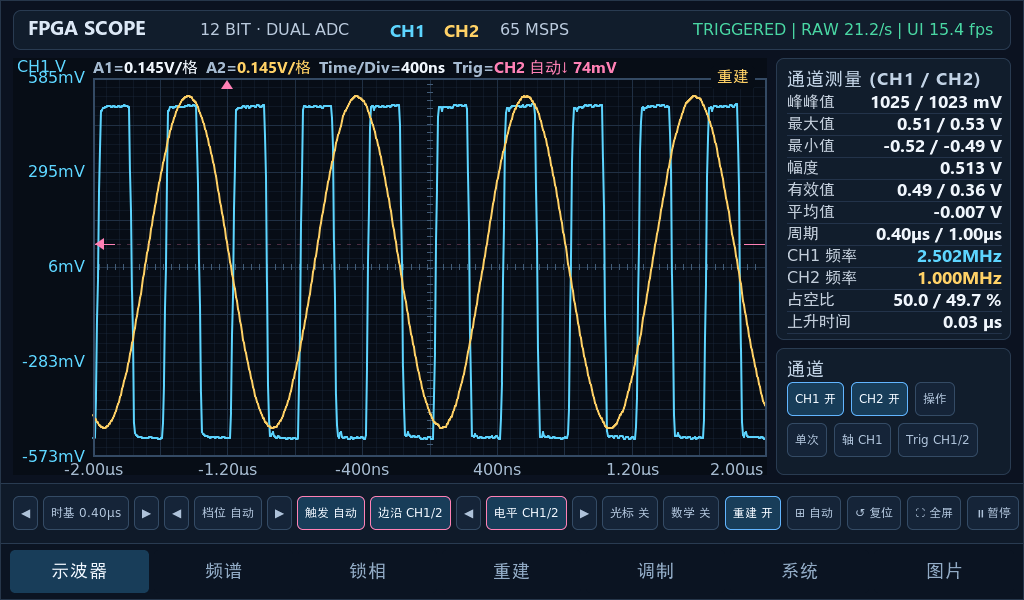 FPGA SCOPE 12 BIT · DUAL ADC CH1 CH2 65 MSPS TRIGGERED | RAW 21.2/s | UI 15.4 fps
CH1 V A1=0.145V/格 A2=0.145V/格 Time/Div=400ns Trig=CH2 自动↓ 74mV
重建
585mV
295mV
6mV
-283mV
-573mV
-2.00us -1.20us -400ns 400ns 1.20us 2.00us
通道测量 (CH1 / CH2)
峰峰值 1025 / 1023 mV
最大值 0.51 / 0.53 V
最小值 -0.52 / -0.49 V
幅度 0.513 V
有效值 0.49 / 0.36 V
平均值 -0.007 V
周期 0.40μs / 1.00μs
CH1 频率 2.502MHz
CH2 频率 1.000MHz
占空比 50.0 / 49.7 %
上升时间 0.03 μs
通道
CH1 开 CH2 开 操作
单次 轴 CH1 Trig CH1/2
◀ 时基 0.40μs ▶ ◀ 档位 自动 ▶ 触发 自动 边沿 CH1/2 ◀ 电平 CH1/2 ▶ 光标 关 数学 关 重建 开 ⊞ 自动 ↺ 复位 ⛶ 全屏 ⏸暂停
示波器 频谱 锁相 重建 调制 系统 图片